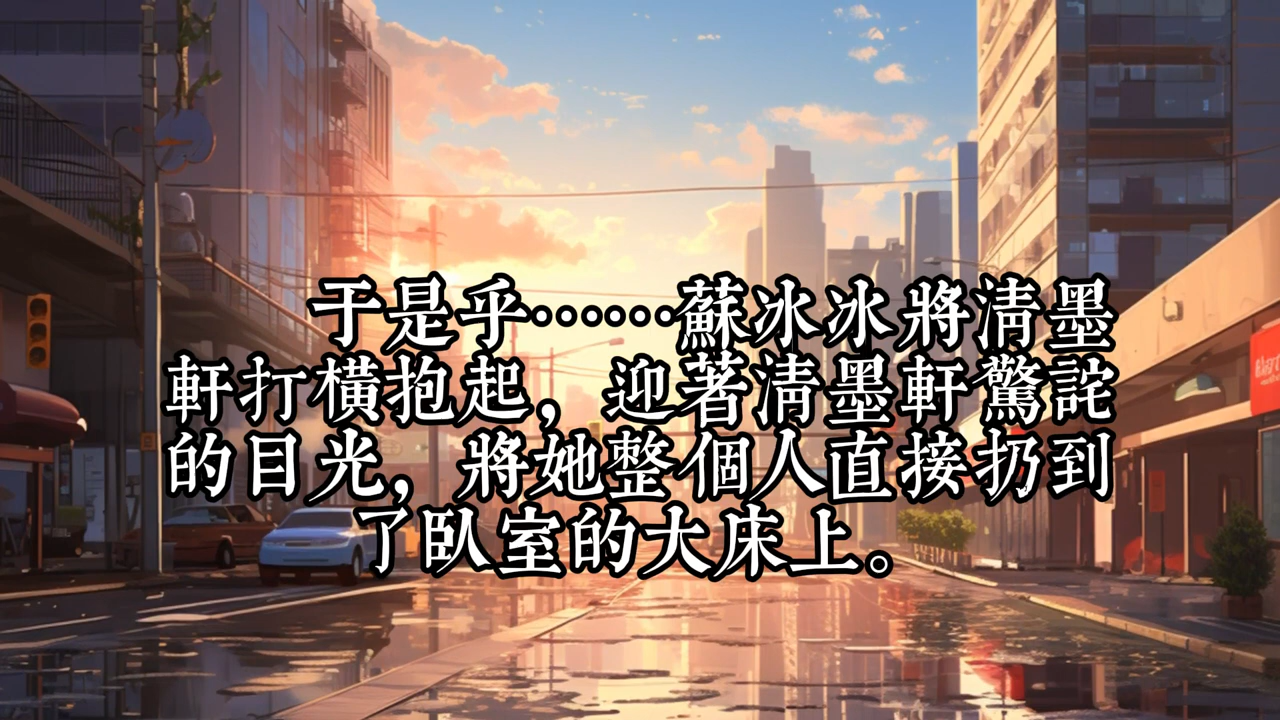 于是乎……蘇冰冰將清墨
軒打橫抱起，迎著清墨軒驚詫
的目光，將她整個人直接扔到
了臥室的大床上。